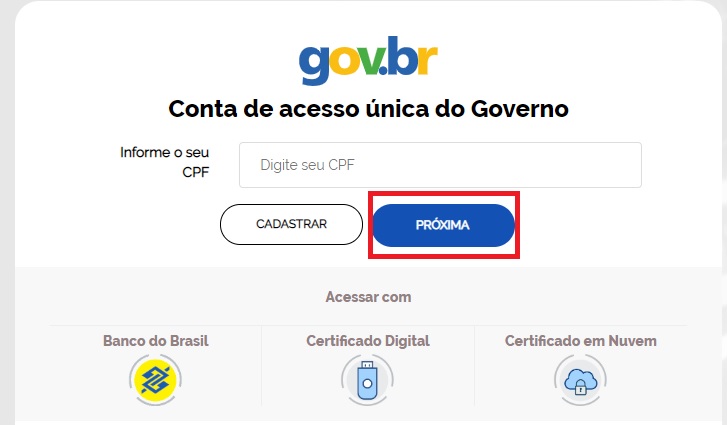 gov.br
Conta de acesso única do Governo
Informe o seu
CPF
Digite seu CPF
CADASTRAR
PRÓXIMA
Acessar com
Banco do Brasil
Certificado Digital
Certificado em Nuvem